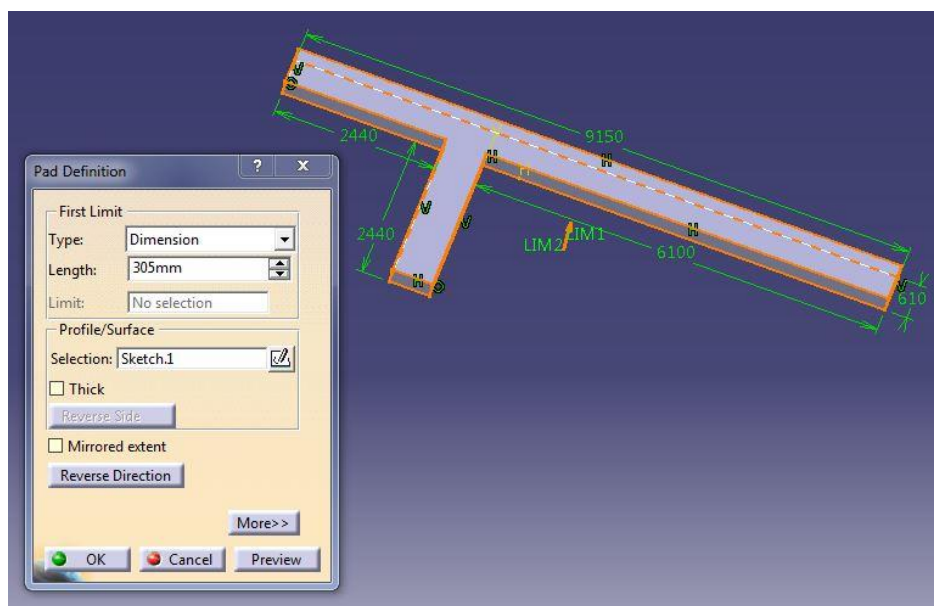 Pad Definition
? X
First Limit
Type: Dimension
Length: 305mm
Limit: No selection
Profile/Surface
Selection: Sketch.1
Thick
Reverse Side
Mirrored extent
Reverse Direction
More>>
OK Cancel Preview
9150
2440
2440
6100
610
LIM2
LIM1
H
H
H
H
H
V
V
V
V
V